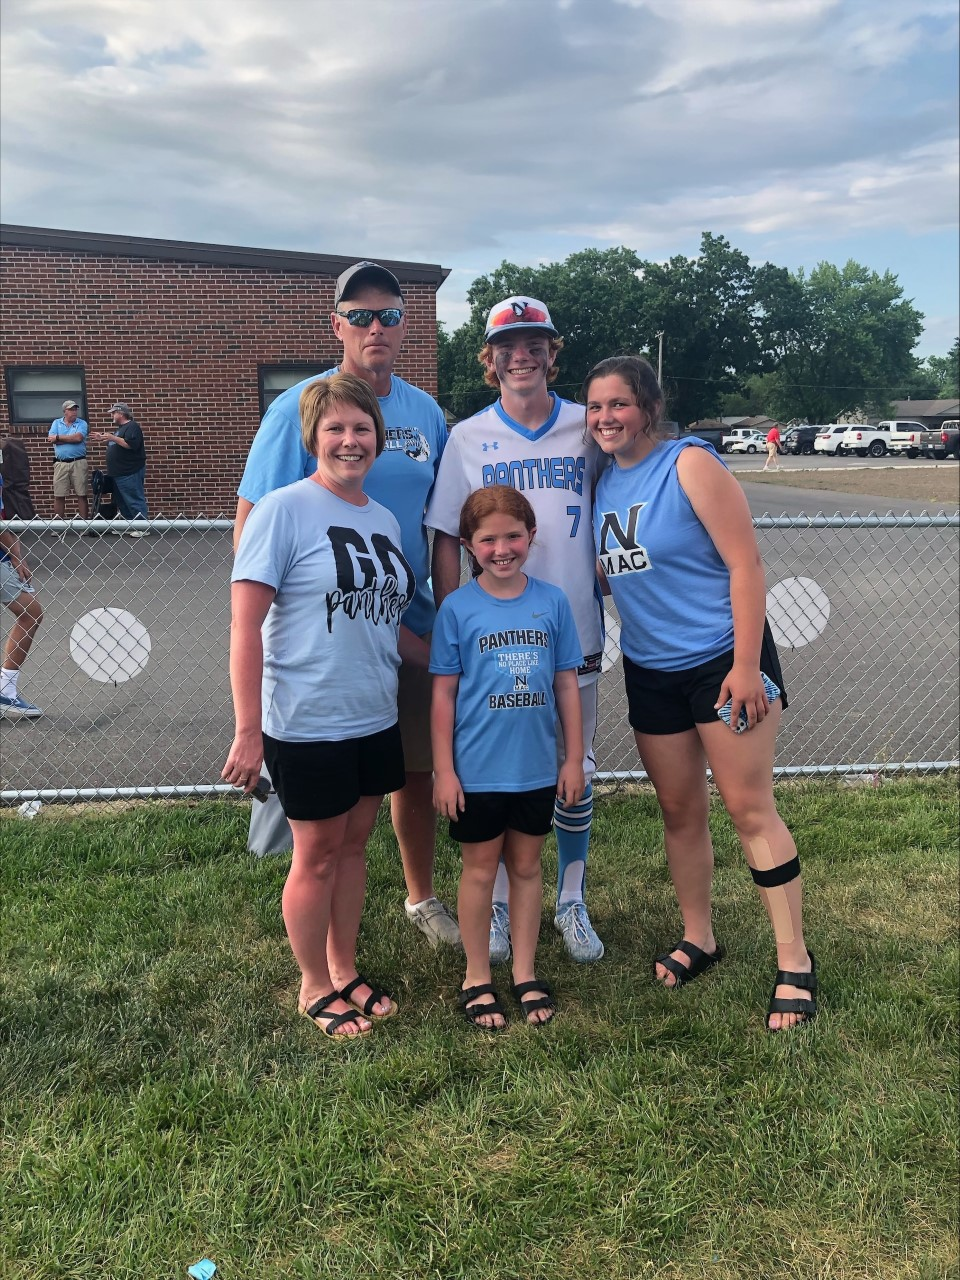 N
PANTHERS
7
GO
panthers
N
MAC
PANTHERS
THERE'S
NO PLACE LIKE
HOME
N
MAC
BASEBALL